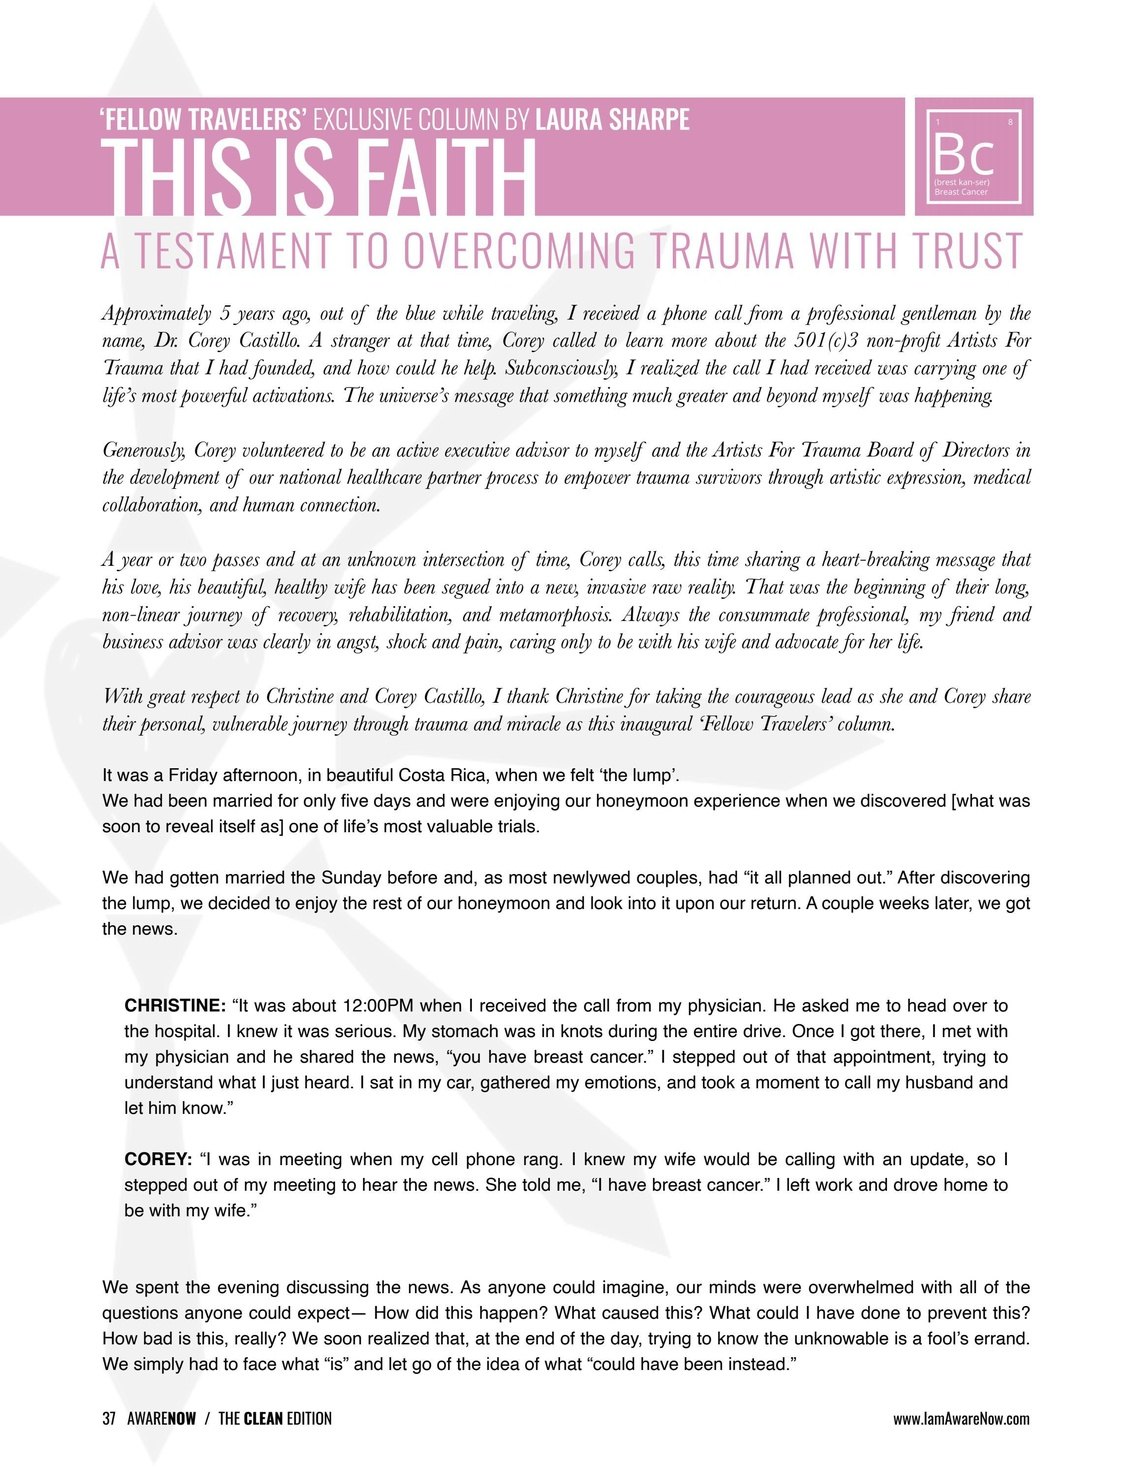 ‘FELLOW TRAVELERS’ EXCLUSIVE COLUMN BY LAURA SHARPE
THIS IS FAITH
1 8
Bc
(brest kan-ser)
Breast Cancer
A TESTAMENT TO OVERCOMING TRAUMA WITH TRUST
Approximately 5 years ago, out of the blue while traveling, I received a phone call from a professional gentleman by the
name, Dr. Corey Castillo. A stranger at that time, Corey called to learn more about the 501(c)3 non-profit Artists For
Trauma that I had founded, and how could he help. Subconsciously, I realized the call I had received was carrying one of
life’s most powerful activations. The universe’s message that something much greater and beyond myself was happening.
Generously, Corey volunteered to be an active executive advisor to myself and the Artists For Trauma Board of Directors in
the development of our national healthcare partner process to empower trauma survivors through artistic expression, medical
collaboration, and human connection.
A year or two passes and at an unknown intersection of time, Corey calls, this time sharing a heart-breaking message that
his love, his beautiful, healthy wife has been segued into a new, invasive raw reality. That was the beginning of their long,
non-linear journey of recovery, rehabilitation, and metamorphosis. Always the consummate professional, my friend and
business advisor was clearly in angst, shock and pain, caring only to be with his wife and advocate for her life.
With great respect to Christine and Corey Castillo, I thank Christine for taking the courageous lead as she and Corey share
their personal, vulnerable journey through trauma and miracle as this inaugural ‘Fellow Travelers’ column.
It was a Friday afternoon, in beautiful Costa Rica, when we felt ‘the lump’.
We had been married for only five days and were enjoying our honeymoon experience when we discovered [what was
soon to reveal itself as] one of life’s most valuable trials.
We had gotten married the Sunday before and, as most newlywed couples, had “it all planned out.” After discovering
the lump, we decided to enjoy the rest of our honeymoon and look into it upon our return. A couple weeks later, we got
the news.
CHRISTINE: “It was about 12:00PM when I received the call from my physician. He asked me to head over to
the hospital. I knew it was serious. My stomach was in knots during the entire drive. Once I got there, I met with
my physician and he shared the news, “you have breast cancer.” I stepped out of that appointment, trying to
understand what I just heard. I sat in my car, gathered my emotions, and took a moment to call my husband and
let him know.”
COREY: “I was in meeting when my cell phone rang. I knew my wife would be calling with an update, so I
stepped out of my meeting to hear the news. She told me, “I have breast cancer.” I left work and drove home to
be with my wife.”
We spent the evening discussing the news. As anyone could imagine, our minds were overwhelmed with all of the
questions anyone could expect— How did this happen? What caused this? What could I have done to prevent this?
How bad is this, really? We soon realized that, at the end of the day, trying to know the unknowable is a fool’s errand.
We simply had to face what “is” and let go of the idea of what “could have been instead.”
37 AWARENOW / THE CLEAN EDITION
www.IamAwareNow.com